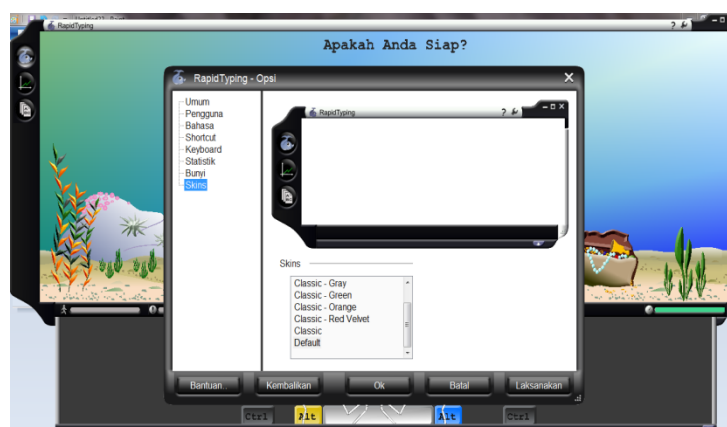 RapidTyping
Apakah Anda Siap?
RapidTyping - Opsi
Umum
Pengguna
Bahasa
Shortcut
Keyboard
Statistik
Bunyi
Skins
RapidTyping
Skins
Classic - Gray
Classic - Green
Classic - Orange
Classic - Red Velvet
Classic
Default
Bantuan..
Kembalikan
Ok
Batal
Laksanakan
Ctrl
Alt
Alt
Ctrl